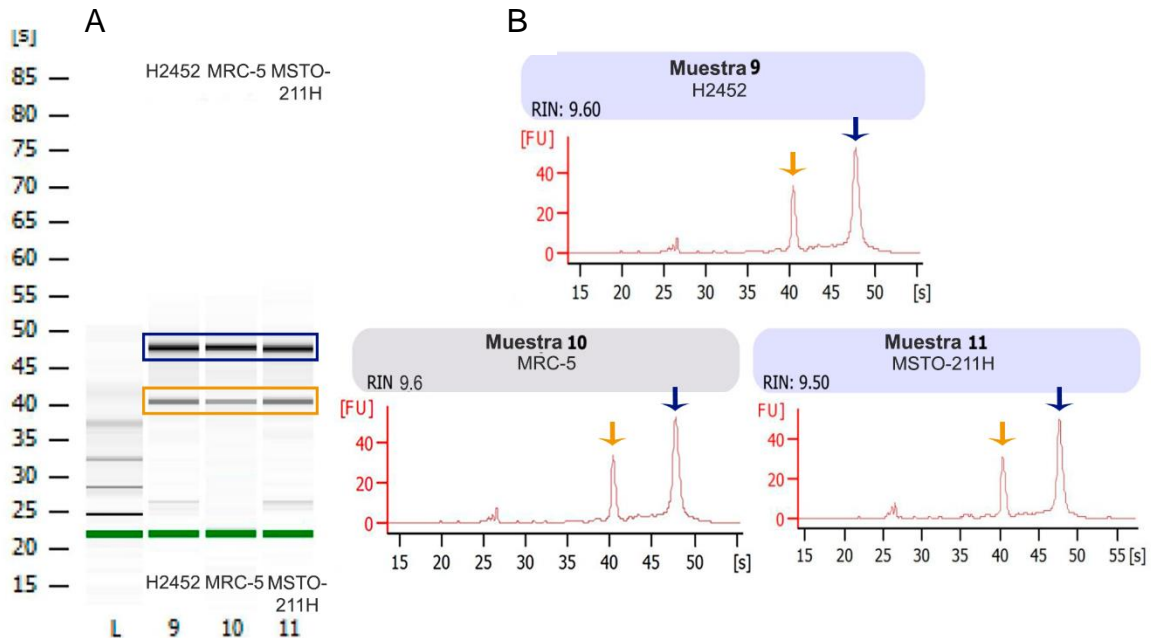 A
[s]
H2452 MRC-5 MSTO-
211H
85
80
75
70
65
60
55
50
45
40
35
30
25
20
15
H2452 MRC-5 MSTO-
211H
L 9 10 11
B
Muestra 9
H2452
RIN: 9.60
[FU]
40
20
0
15 20 25 30 35 40 45 50 [s]
Muestra 10
MRC-5
RIN 9.6
[FU]
40
20
0
15 20 25 30 35 40 45 50 [s]
Muestra 11
MSTO-211H
RIN: 9.50
FU]
40
20
0
15 20 25 30 35 40 45 50 55 [s]